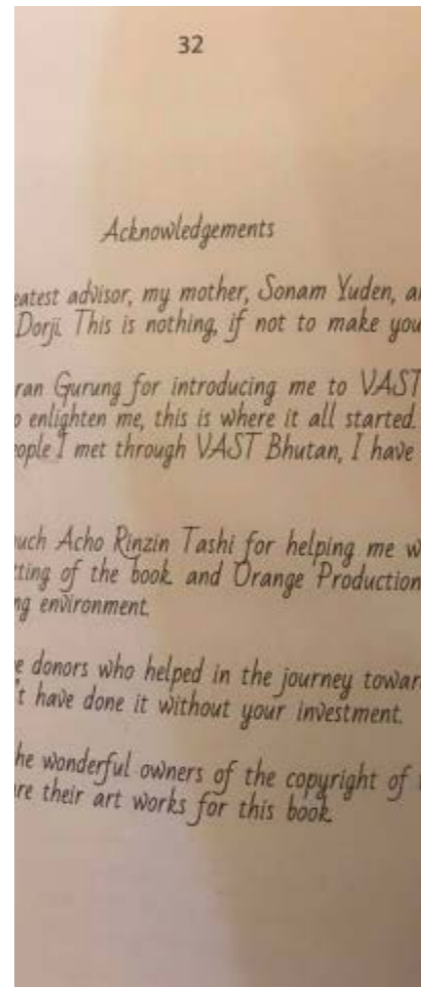 32
Acknowledgements
eatest advisor, my mother, Sonam Yuden, a
Dorji. This is nothing, if not to make you
ran Gurung for introducing me to VAST
o enlighten me, this is where it all started.
ople I met through VAST Bhutan, I have
uch Acho Rinzin Tashi for helping me w
tting of the book and Orange Production
ng environment.
e donors who helped in the journey towar
't have done it without your investment.
he wonderful owners of the copyright of
re their art works for this book.